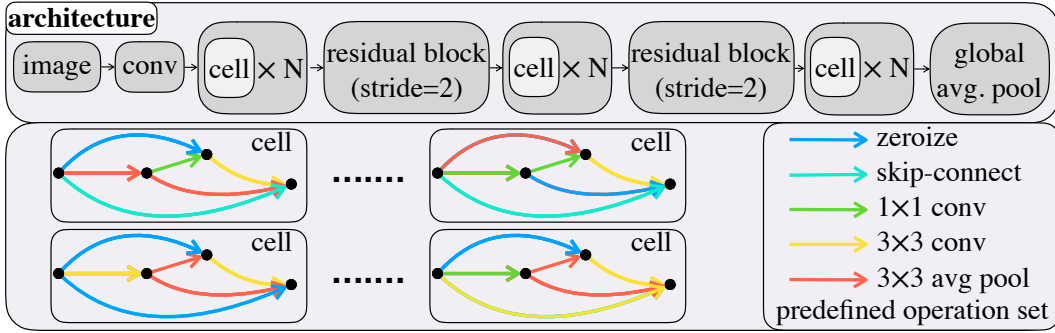 architecture
image
conv
cell × N
residual block
(stride=2)
cell × N
residual block
(stride=2)
cell × N
global
avg. pool
cell
.......
cell
cell
.......
cell
zeroize
skip-connect
1×1 conv
3×3 conv
3×3 avg pool
predefined operation set